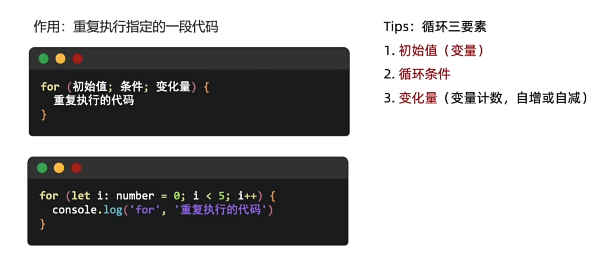 作用：重复执行指定的一段代码
for (初始值; 条件; 变化量) {
  重复执行的代码
}
for (let i: number = 0; i < 5; i++) {
  console.log('for', '重复执行的代码')
}
Tips：循环三要素
1. 初始值（变量）
2. 循环条件
3. 变化量（变量计数，自增或自减）